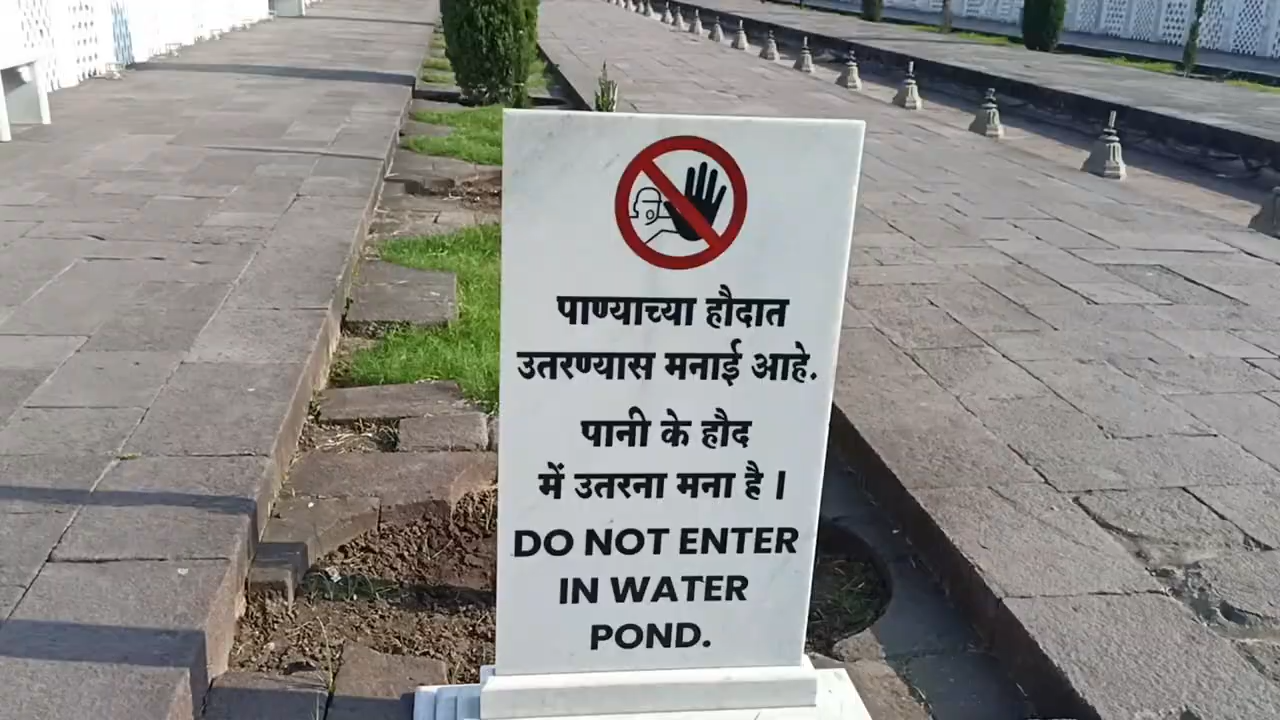 पाण्याच्या हौदात
उतरण्यास मनाई आहे.
पानी के हौद
में उतरना मना है ।
DO NOT ENTER
IN WATER
POND.